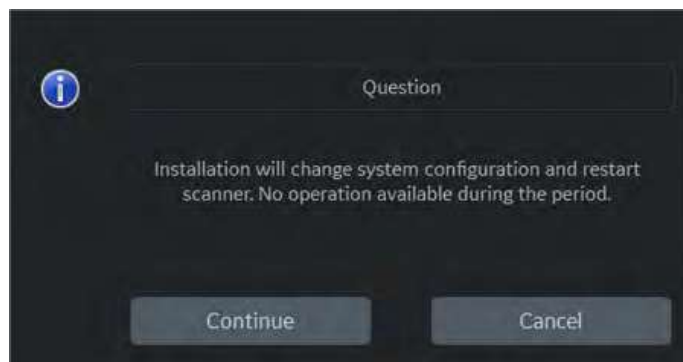 Question
Installation will change system configuration and restart
scanner. No operation available during the period.
Continue
Cancel